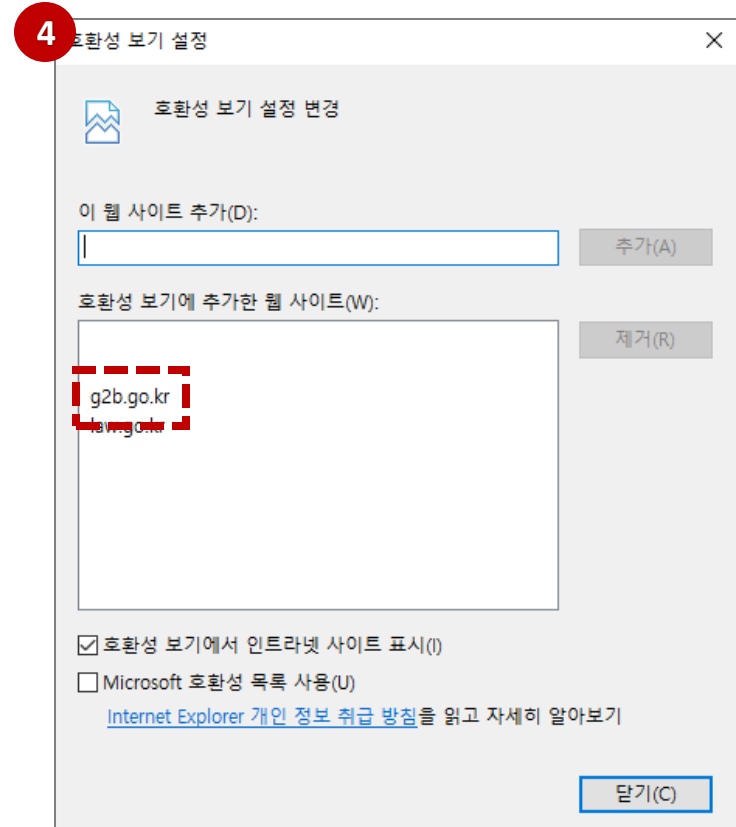 4
호환성 보기 설정
호환성 보기 설정 변경
이 웹 사이트 추가(D):
추가(A)
호환성 보기에 추가한 웹 사이트(W):
제거(R)
g2b.go.kr
law.go.kr
호환성 보기에서 인트라넷 사이트 표시(I)
Microsoft 호환성 목록 사용(U)
Internet Explorer 개인 정보 취급 방침을 읽고 자세히 알아보기
닫기(C)